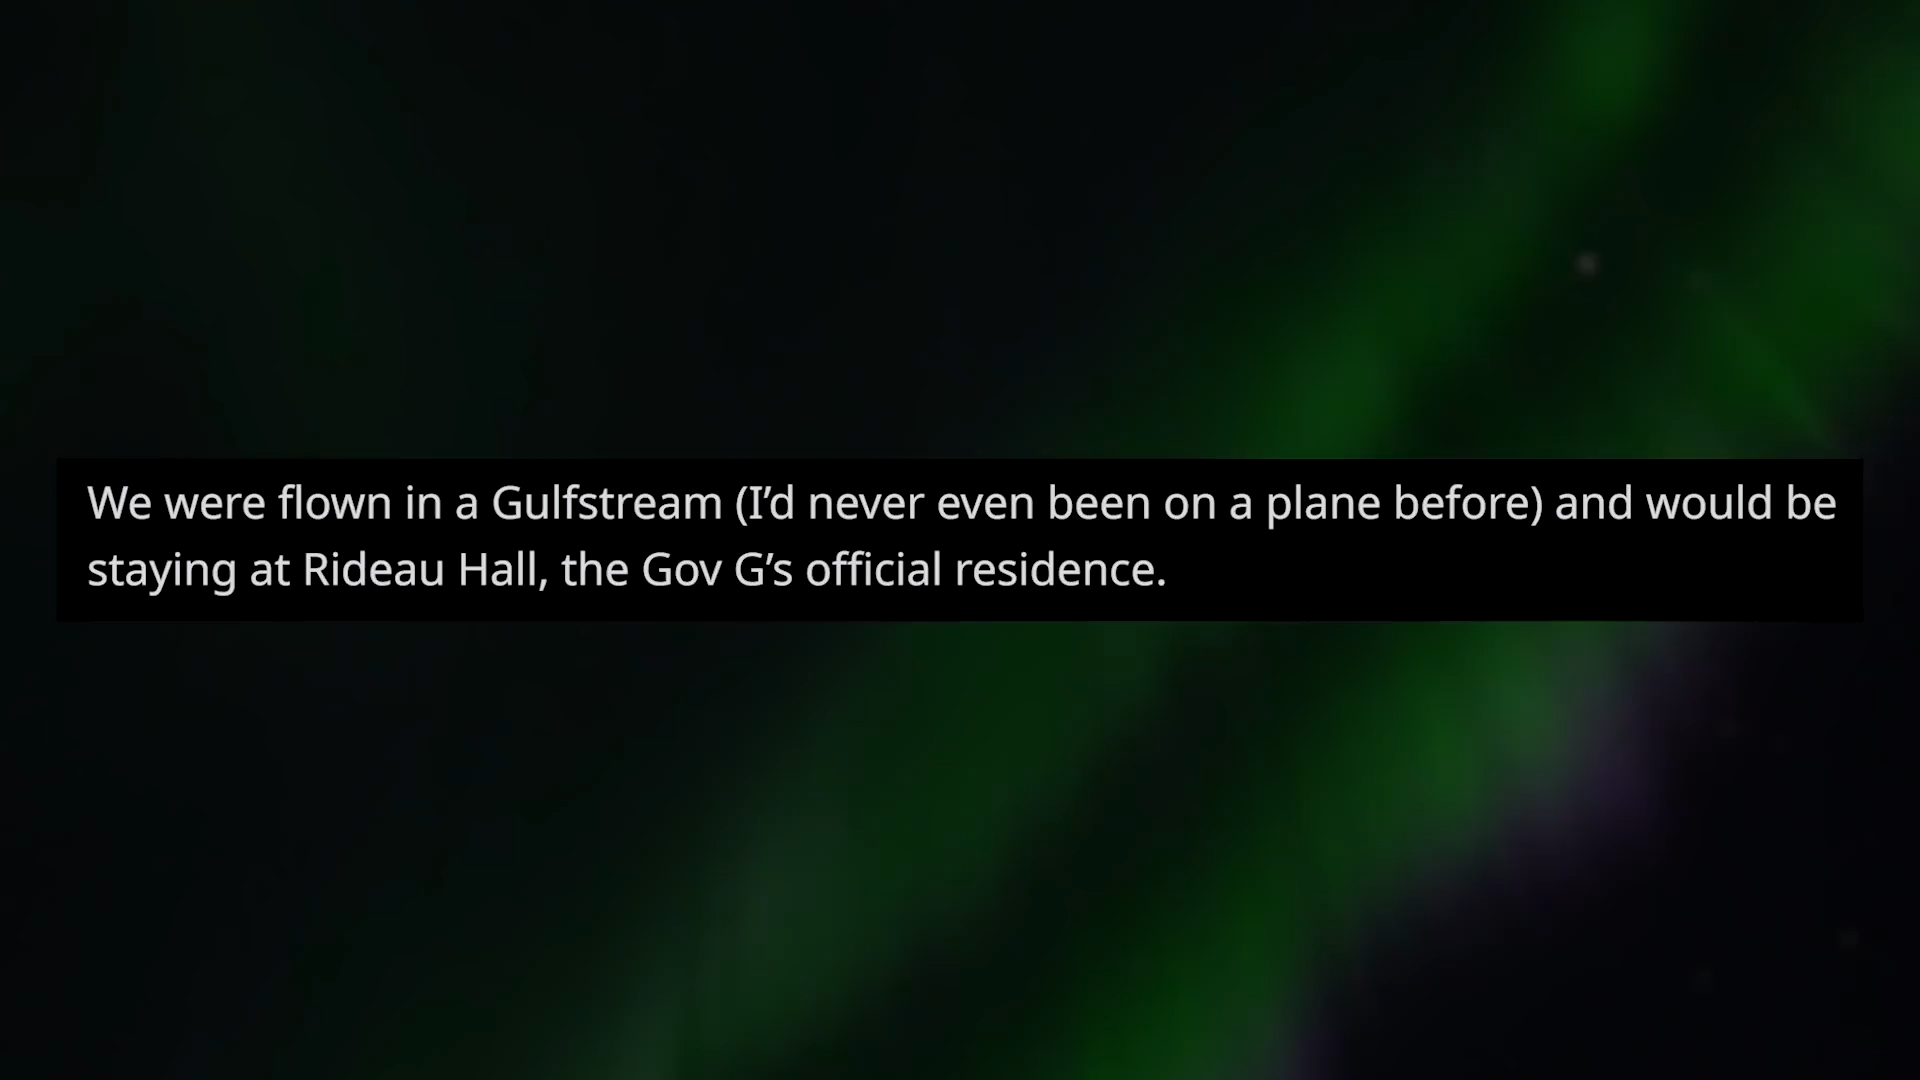 We were flown in a Gulfstream (I’d never even been on a plane before) and would be
staying at Rideau Hall, the Gov G’s official residence.